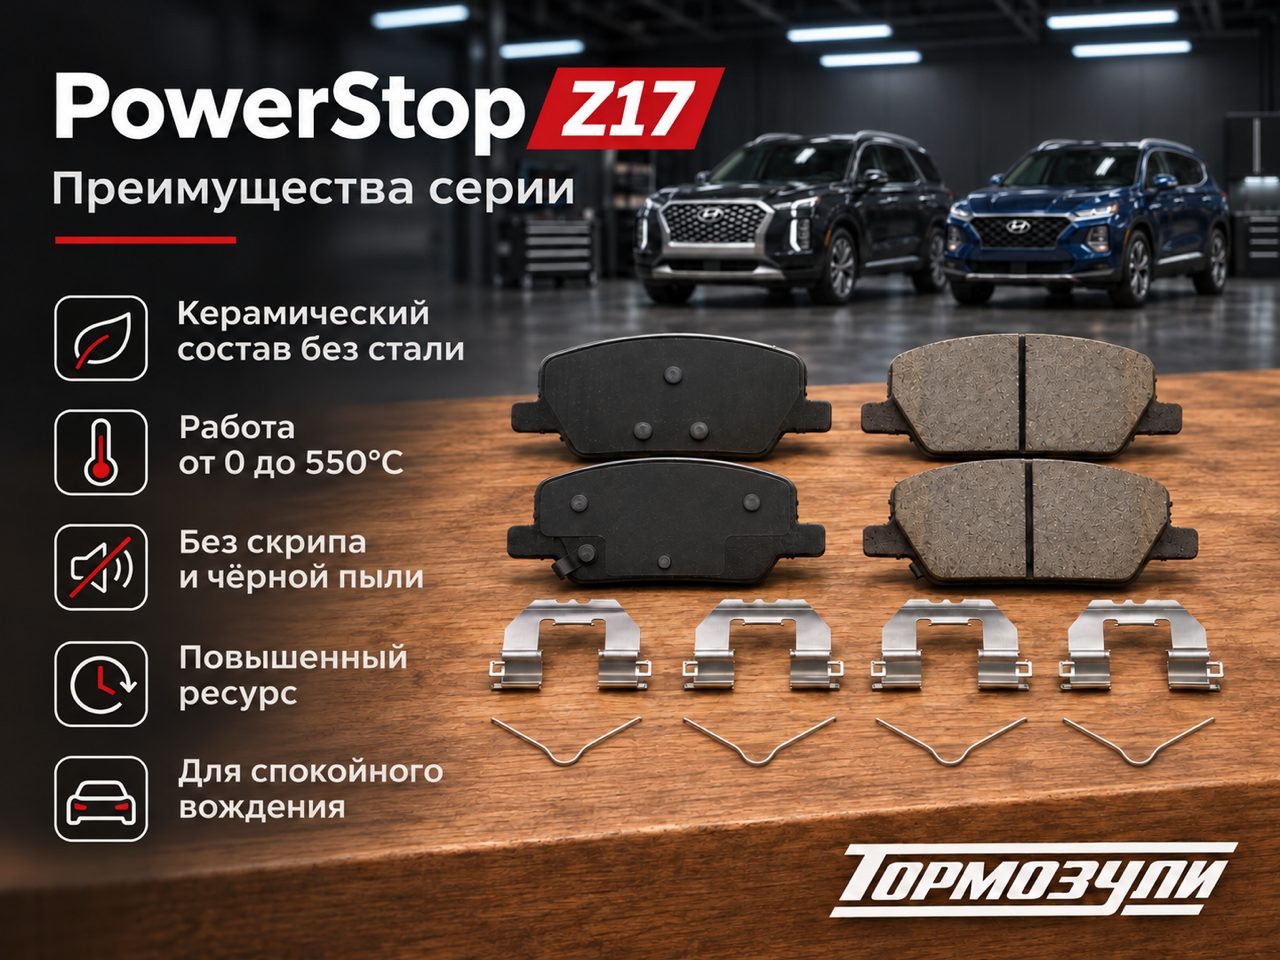 PowerStop Z17
Преимущества серии
Керамический
состав без стали
Работа
от 0 до 550°C
Без скрипа
и чёрной пыли
Повышенный
ресурс
Для спокойного
вождения
Тормозули